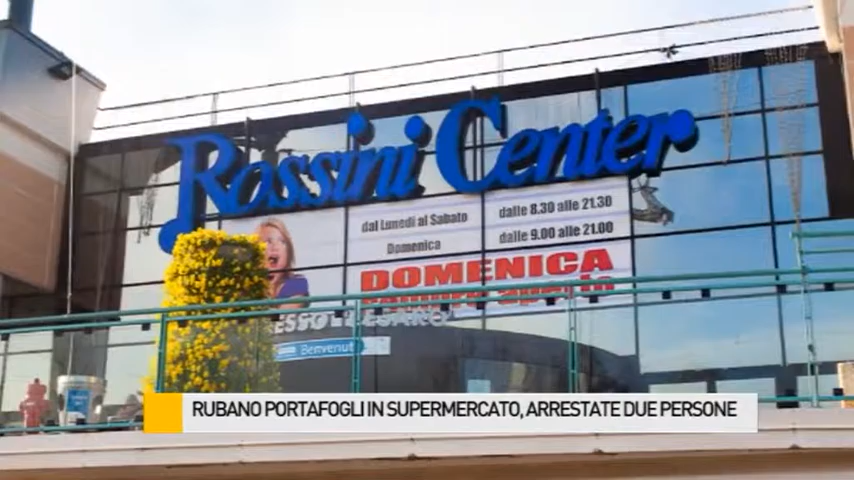 Rossini Center
dal Lunedì al Sabato dalle 8.30 alle 21.30
Domenica dalle 9.00 alle 21.00
DOMENICA
Benvenuti
RUBANO PORTAFOGLI IN SUPERMERCATO, ARRESTATE DUE PERSONE